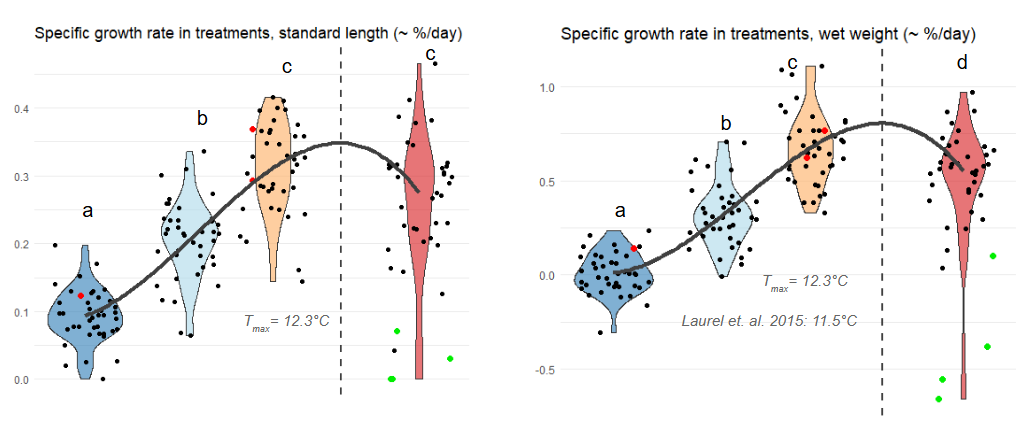 Specific growth rate in treatments, standard length (~ %/day)
a
b
c
c
0.4
0.3
0.2
0.1
0.0
Tmax= 12.3°C
Specific growth rate in treatments, wet weight (~ %/day)
a
b
c
d
1.0
0.5
0.0
-0.5
Tmax= 12.3°C
Laurel et. al. 2015: 11.5°C